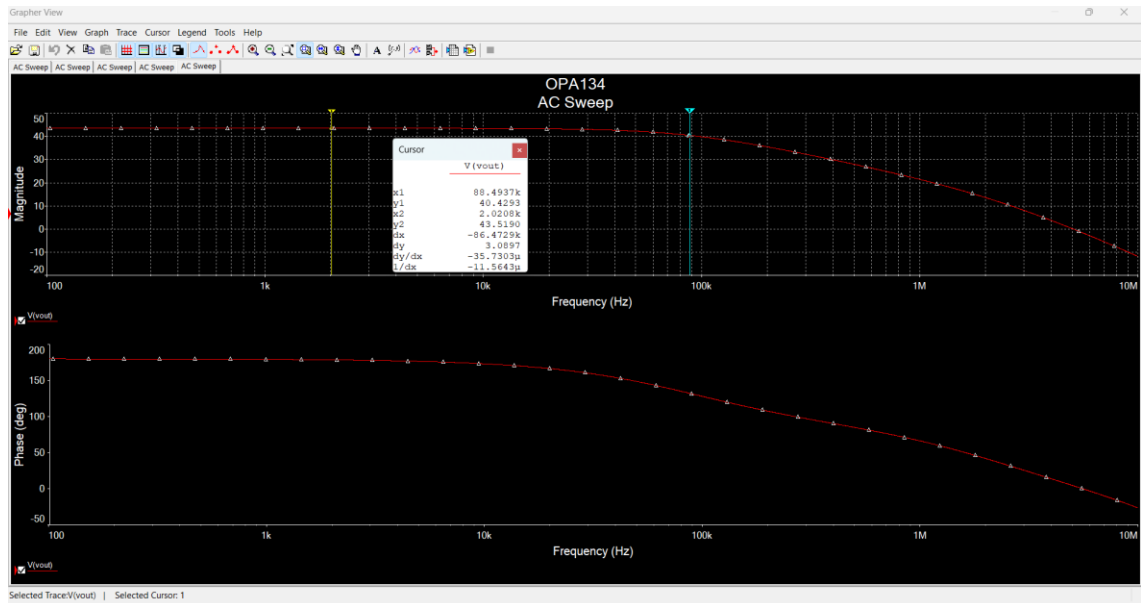 Grapher View
File Edit View Graph Trace Cursor Legend Tools Help
AC Sweep AC Sweep AC Sweep AC Sweep AC Sweep
OPA134
AC Sweep
Magnitude
50
40
30
20
10
0
-10
-20
Cursor
V(vout)
x1 88.4937k
y1 40.4293
x2 2.0208k
y2 43.5190
dx -86.4729k
dy 3.0897
dy/dx -35.7303µ
1/dx -11.5643µ
100 1k 10k 100k 1M 10M
Frequency (Hz)
V(vout)
Phase (deg)
200
150
100
50
0
-50
100 1k 10k 100k 1M 10M
Frequency (Hz)
V(vout)
Selected Trace:V(vout) | Selected Cursor: 1